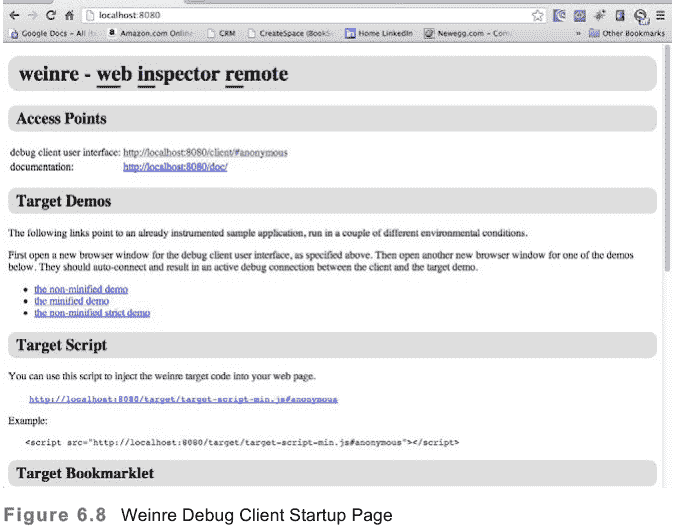 localhost:8080
Google Docs - All
Amazon.com Online
CRM
CreateSpace (Book
Home LinkedIn
Newegg.com - Com
» Other Bookmarks
weinre - web inspector remote
Access Points
debug client user interface: http://localhost:8080/client/#anonymous
documentation: http://localhost:8080/doc/
Target Demos
The following links point to an already instrumented sample application, run in a couple of different environmental conditions.
First open a new browser window for the debug client user interface, as specified above. Then open another new browser window for one of the demos
below. They should auto-connect and result in an active debug connection between the client and the target demo.
• the non-minified demo
• the minified demo
• the non-minified strict demo
Target Script
You can use this script to inject the weinre target code into your web page.
http://localhost:8080/target/target-script-min.js#anonymous
Example:
<script src="http://localhost:8080/target/target-script-min.js#anonymous"></script>
Target Bookmarklet
Figure 6.8 Weinre Debug Client Startup Page